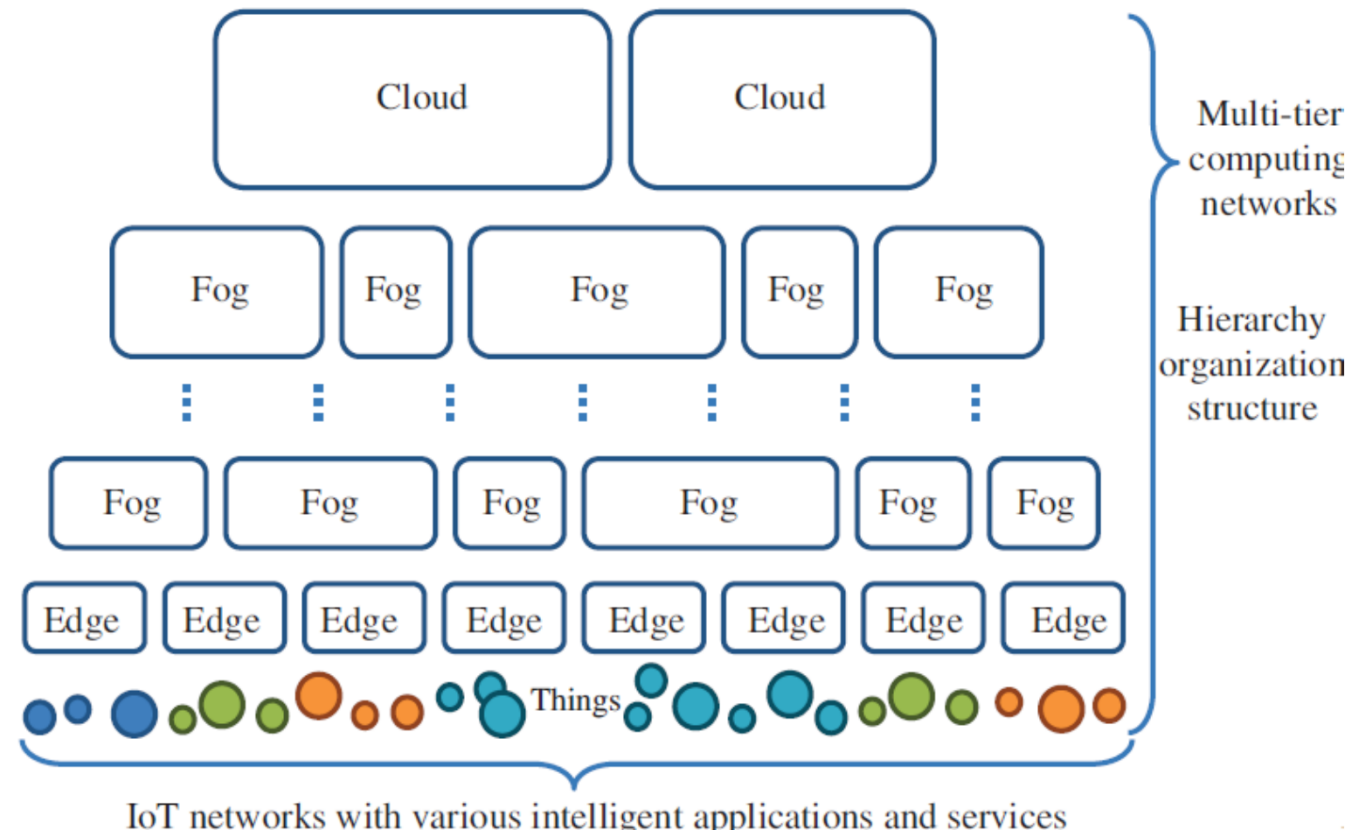 Cloud Cloud
Multi-tier
computing
networks
Fog Fog Fog Fog Fog
Hierarchy
organization
structure
Fog Fog Fog Fog Fog Fog
Edge Edge Edge Edge Edge Edge Edge Edge
Things
IoT networks with various intelligent applications and services